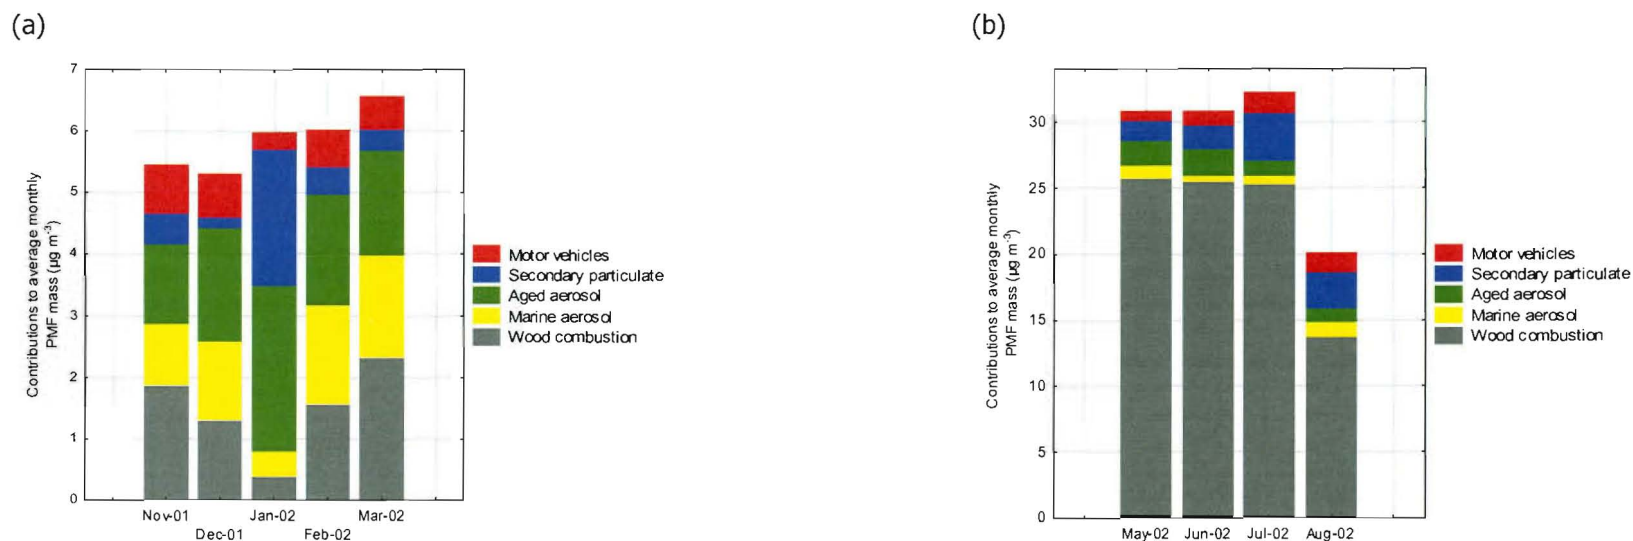 (a)
Contributions to average monthly
PMF mass (µg m⁻³)
7
6
5
4
3
2
1
0
Nov-01
Dec-01
Jan-02
Feb-02
Mar-02
Motor vehicles
Secondary particulate
Aged aerosol
Marine aerosol
Wood combustion
(b)
Contributions to average monthly
PMF mass (µg m⁻³)
30
25
20
15
10
5
0
May-02
Jun-02
Jul-02
Aug-02
Motor vehicles
Secondary particulate
Aged aerosol
Marine aerosol
Wood combustion